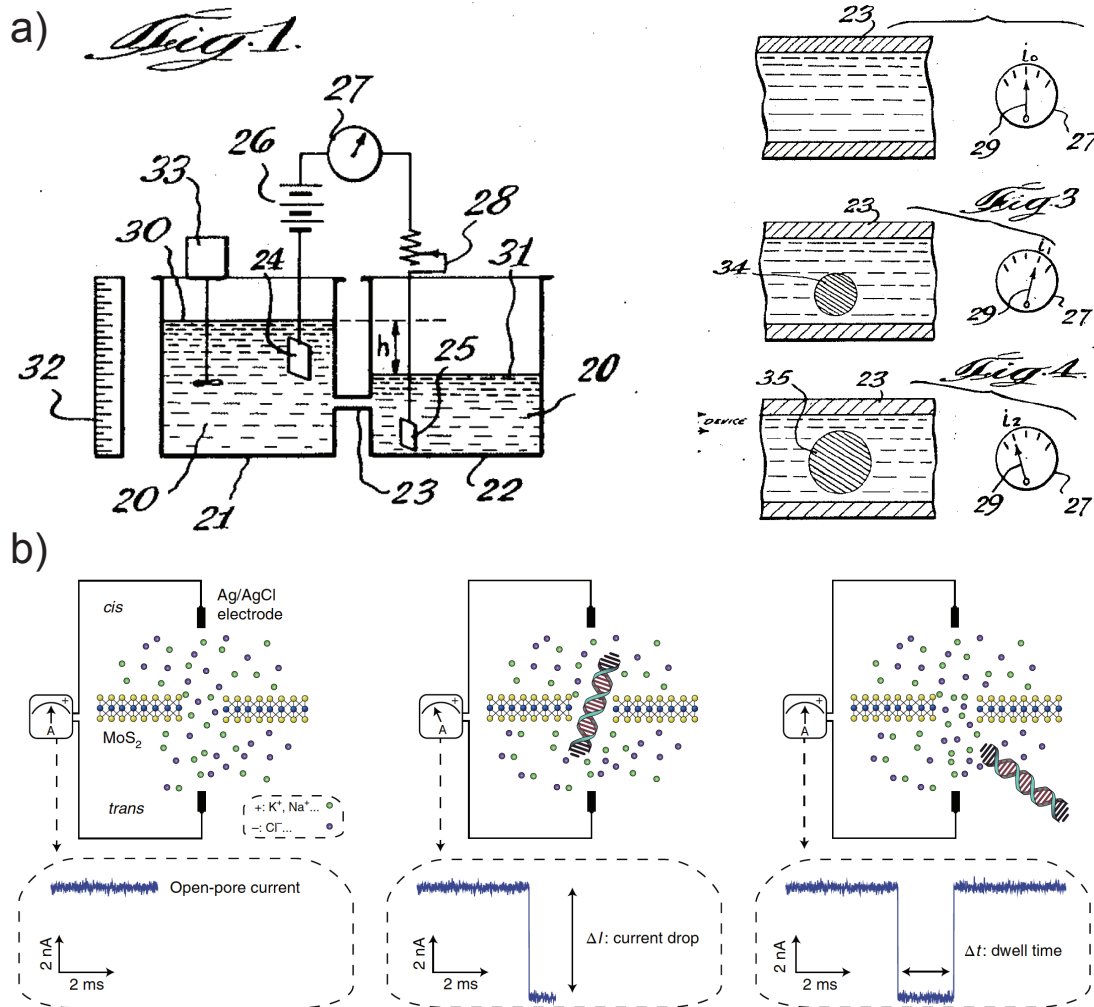 a)
Fig. 1.
27
26
33
30
28
24
31
h
25
32
20
20
21
23
22
23
i₀
29
27
Fig. 3
23
34
i₁
29
27
Fig. 4.
35
23
DEVICE
i₂
29
27
b)
cis
Ag/AgCl
electrode
+
A
MoS₂
trans
+: K⁺, Na⁺...
–: Cl⁻...
Open-pore current
2 nA
2 ms
+
A
ΔI: current drop
2 nA
2 ms
+
A
Δt: dwell time
2 nA
2 ms